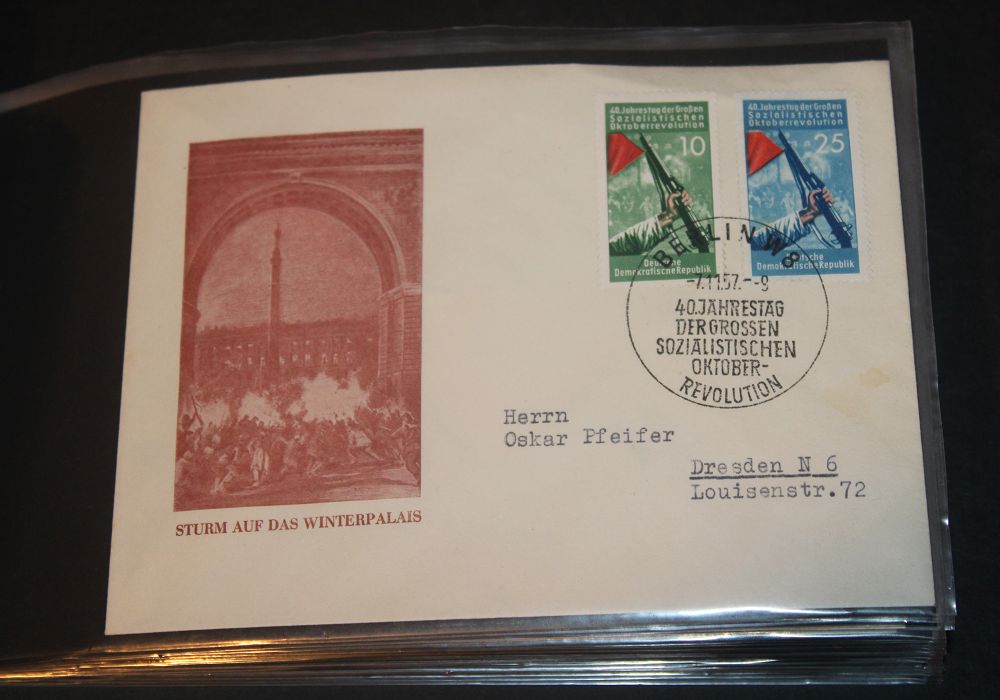 40. Jahrestag der Großen
Sozialistischen
Oktoberrevolution
10
Deutsche
Demokratische Republik
40. Jahrestag der Großen
Sozialistischen
Oktoberrevolution
25
Deutsche
Demokratische Republik
BERLIN W8
-7.11.57.--9
40.JAHRESTAG
DER GROSSEN
SOZIALISTISCHEN
OKTOBER-
REVOLUTION
Herrn
Oskar Pfeifer
Dresden N 6
Louisenstr.72
STURM AUF DAS WINTERPALAIS